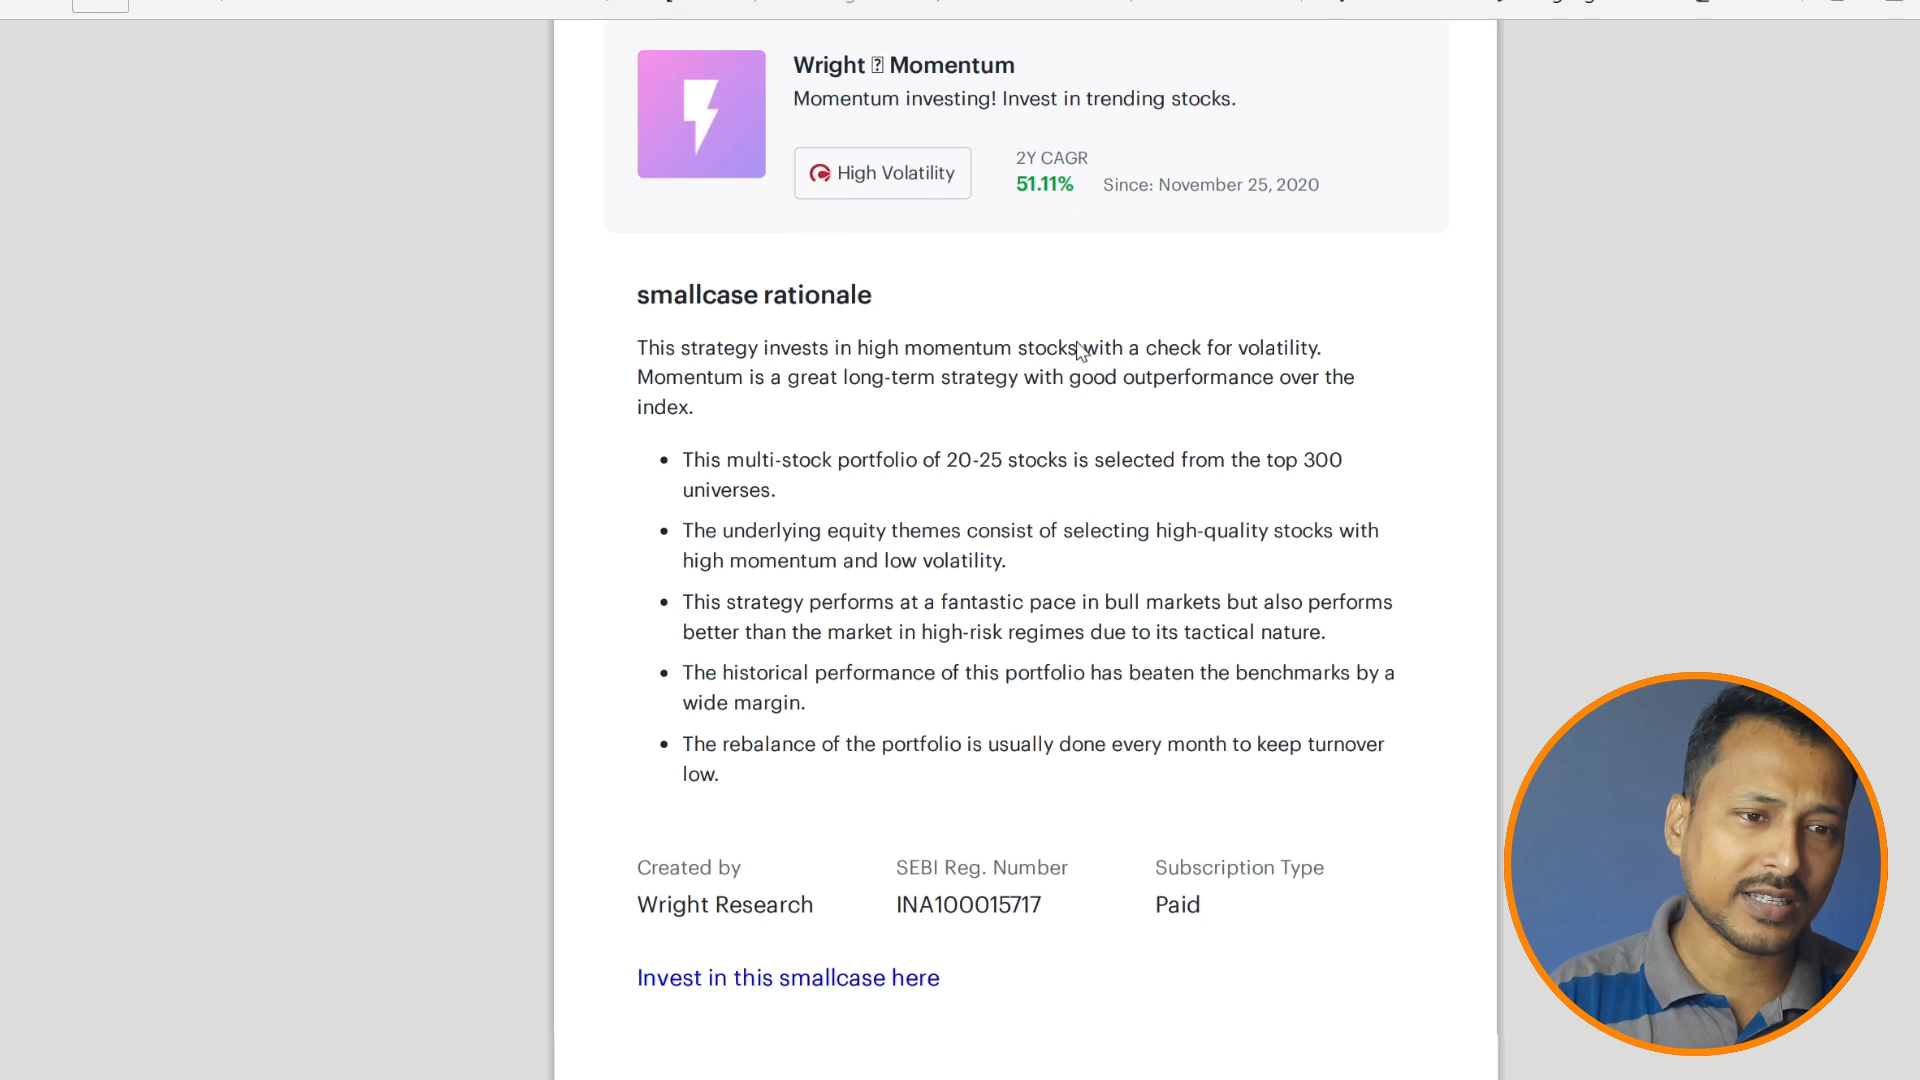 Wright  Momentum
Momentum investing! Invest in trending stocks.
High Volatility
2Y CAGR
51.11%
Since: November 25, 2020
smallcase rationale
This strategy invests in high momentum stocks with a check for volatility.
Momentum is a great long-term strategy with good outperformance over the
index.
• This multi-stock portfolio of 20-25 stocks is selected from the top 300
universes.
• The underlying equity themes consist of selecting high-quality stocks with
high momentum and low volatility.
• This strategy performs at a fantastic pace in bull markets but also performs
better than the market in high-risk regimes due to its tactical nature.
• The historical performance of this portfolio has beaten the benchmarks by a
wide margin.
• The rebalance of the portfolio is usually done every month to keep turnover
low.
Created by
SEBI Reg. Number
Subscription Type
Wright Research
INA100015717
Paid
Invest in this smallcase here